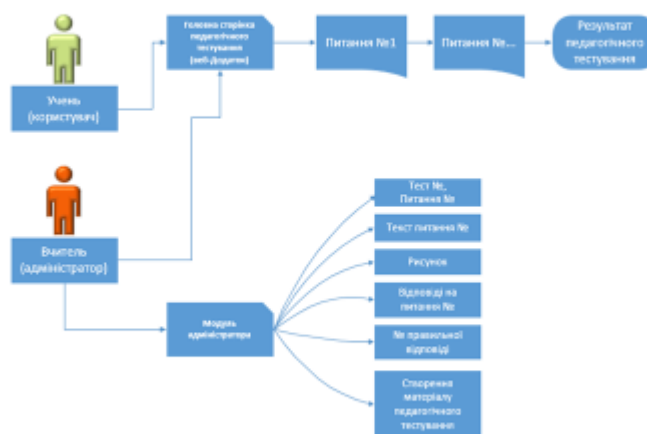 Головна сторінка
педагогічного
тестування
(веб-Додаток)
Питання №1
Питання №...
Результат
педагогічного
тестування
Учень
(користувач)
Вчитель
(адміністратор)
Модуль
адміністратора
Тест №,
Питання №
Текст питання №
Рисунок
Відповіді на
питання №
№ правильної
відповіді
Створення
матеріалу
педагогічного
тестування